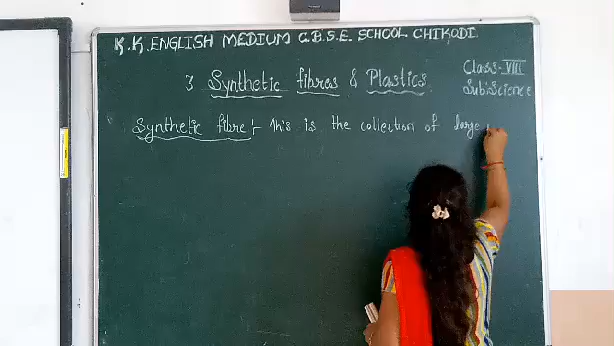 K.K. ENGLISH MEDIUM C.B.S.E. SCHOOL CHIKODI
Class:- VIII
3 Synthetic fibres & Plastics
Sub:Science
Synthetic fibre:- This is the collection of large